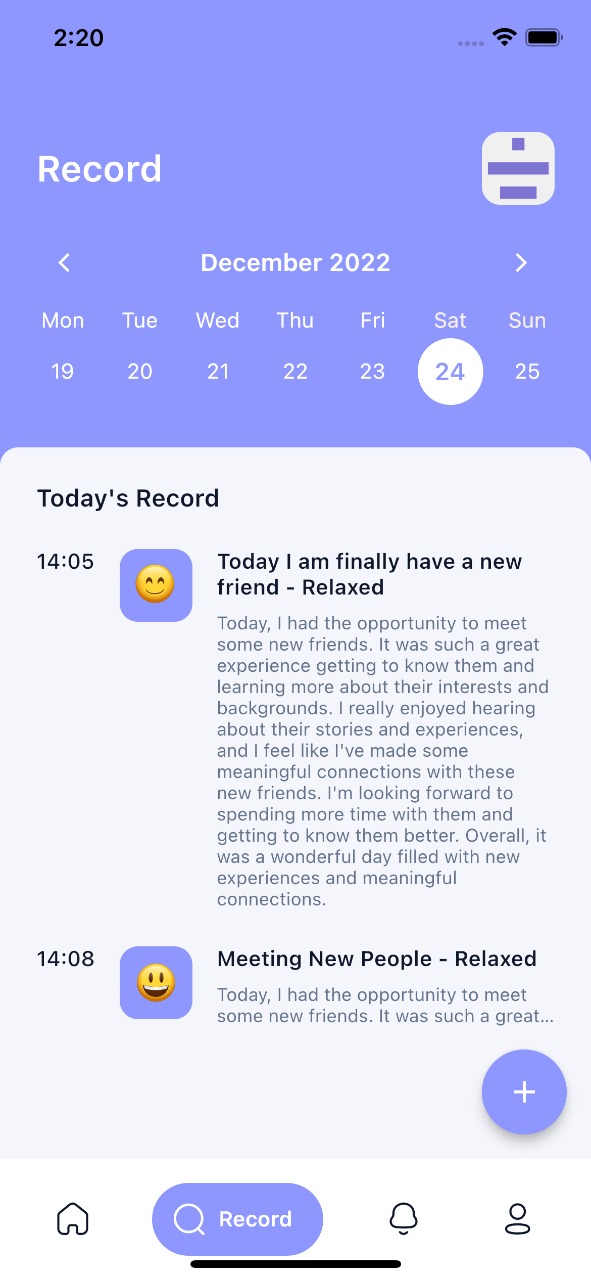 2:20
Record
December 2022
Mon Tue Wed Thu Fri Sat Sun
19 20 21 22 23 24 25
Today's Record
14:05
Today I am finally have a new
friend - Relaxed
Today, I had the opportunity to meet
some new friends. It was such a great
experience getting to know them and
learning more about their interests and
backgrounds. I really enjoyed hearing
about their stories and experiences,
and I feel like I've made some
meaningful connections with these
new friends. I'm looking forward to
spending more time with them and
getting to know them better. Overall, it
was a wonderful day filled with new
experiences and meaningful
connections.
14:08
Meeting New People - Relaxed
Today, I had the opportunity to meet
some new friends. It was such a great...
Record